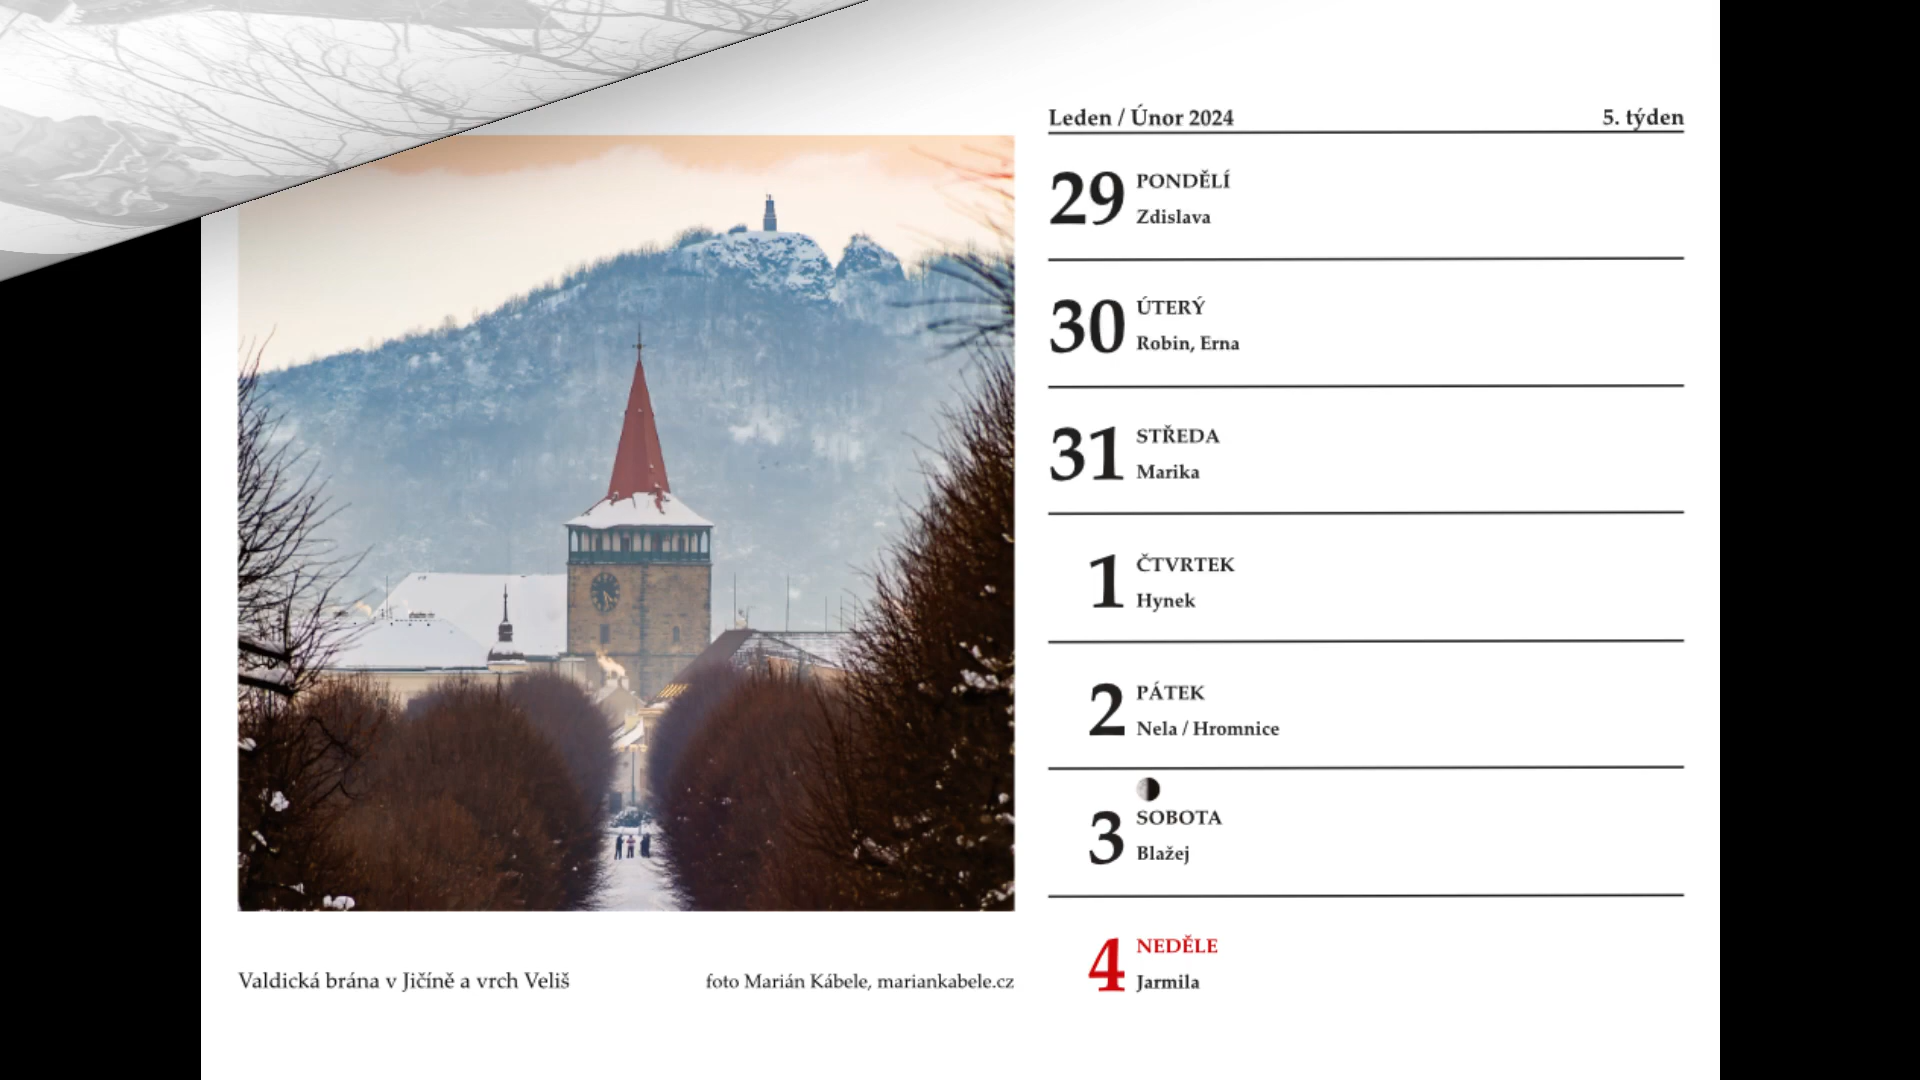 Leden / Únor 2024 5. týden
29 PONDĚLÍ
Zdislava
30 ÚTERÝ
Robin, Erna
31 STŘEDA
Marika
1 ČTVRTEK
Hynek
2 PÁTEK
Nela / Hromnice
3 SOBOTA
Blažej
4 NEDĚLE
Jarmila
Valdická brána v Jičíně a vrch Veliš foto Marián Kábele, mariankabele.cz